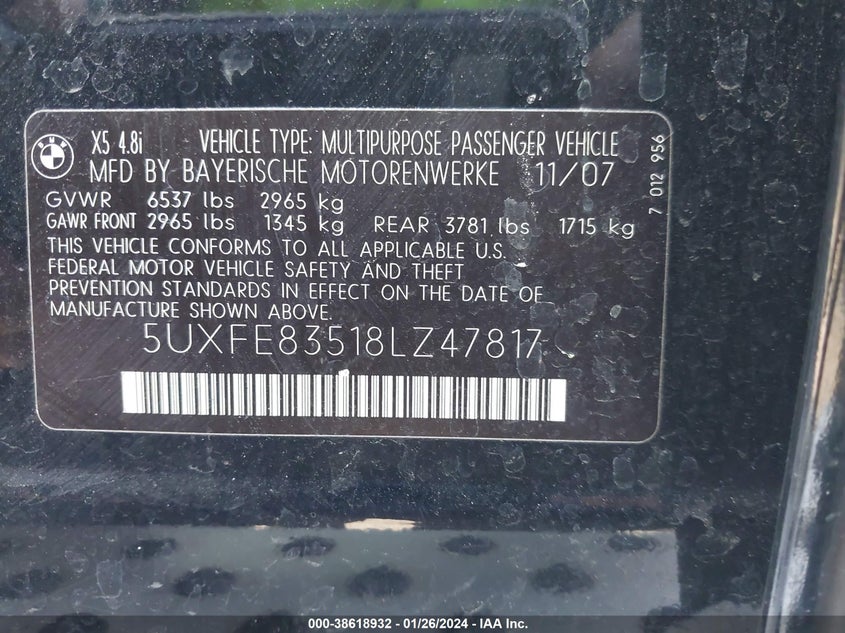 BMW
X5 4.8i VEHICLE TYPE: MULTIPURPOSE PASSENGER VEHICLE
MFD BY BAYERISCHE MOTORENWERKE 11/07
GVWR 6537 lbs 2965 kg
GAWR FRONT 2965 lbs 1345 kg REAR 3781 lbs 1715 kg
THIS VEHICLE CONFORMS TO ALL APPLICABLE U.S.
FEDERAL MOTOR VEHICLE SAFETY AND THEFT
PREVENTION STANDARDS IN EFFECT ON THE DATE OF
MANUFACTURE SHOWN ABOVE.
5UXFE83518LZ47817
7 012 956
000-38618932 - 01/26/2024 - IAA Inc.